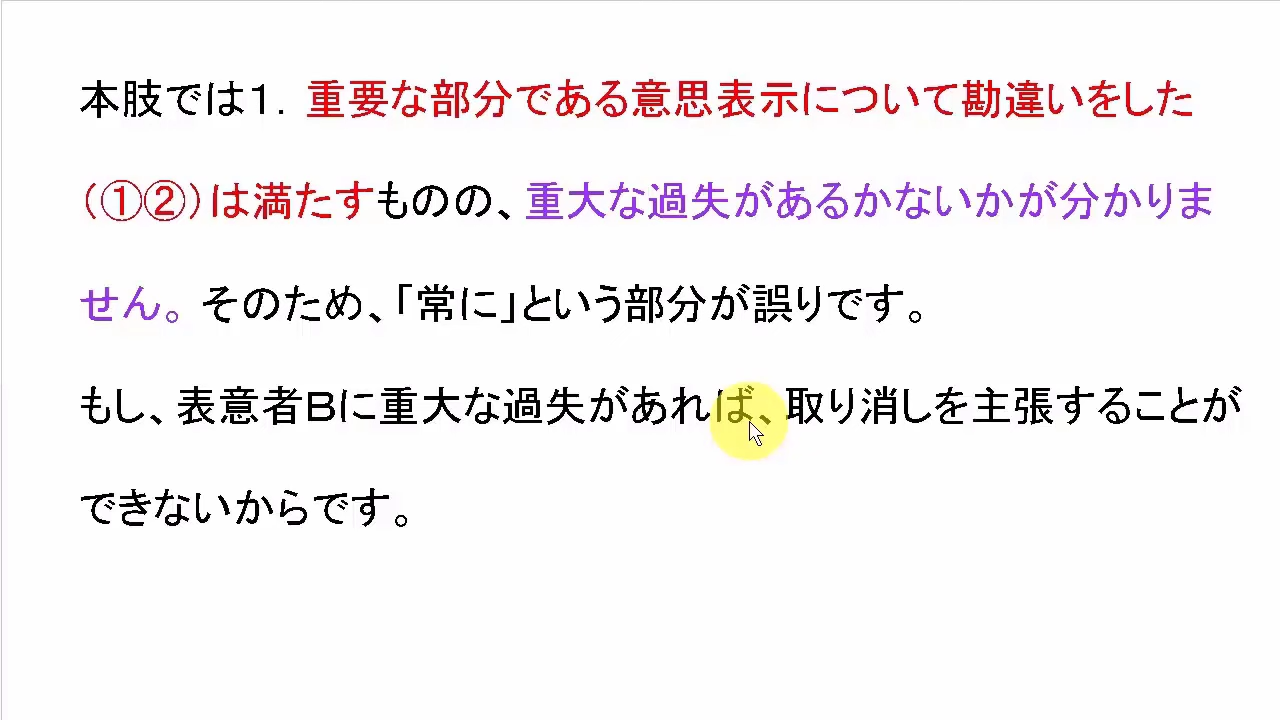 本肢では１．重要な部分である意思表示について勘違いをした
（①②）は満たすものの、重大な過失があるかないかが分かりま
せん。そのため、「常に」という部分が誤りです。
もし、表意者Ｂに重大な過失があれば、取り消しを主張することが
できないからです。